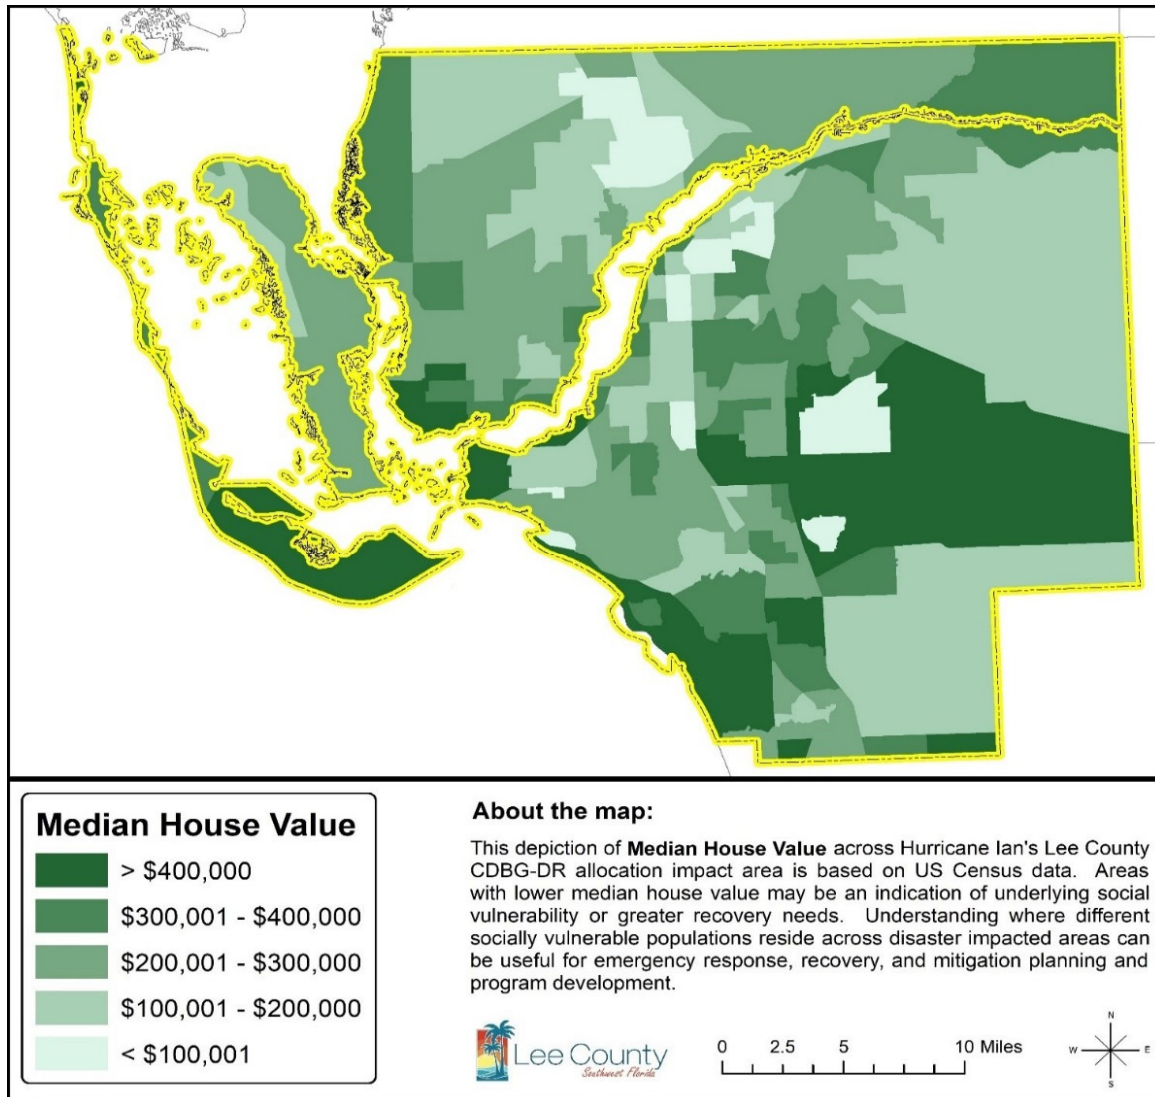 Median House Value
> $400,000
$300,001 - $400,000
$200,001 - $300,000
$100,001 - $200,000
< $100,001
About the map:
This depiction of Median House Value across Hurricane Ian's Lee County
CDBG-DR allocation impact area is based on US Census data. Areas
with lower median house value may be an indication of underlying social
vulnerability or greater recovery needs. Understanding where different
socially vulnerable populations reside across disaster impacted areas can
be useful for emergency response, recovery, and mitigation planning and
program development.
Lee County
Southwest Florida
0 2.5 5 10 Miles
N
W E
S